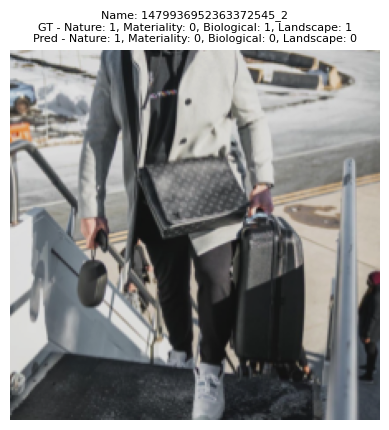 Name: 1479936952363372545_2
GT - Nature: 1, Materiality: 0, Biological: 1, Landscape: 1
Pred - Nature: 1, Materiality: 0, Biological: 0, Landscape: 0